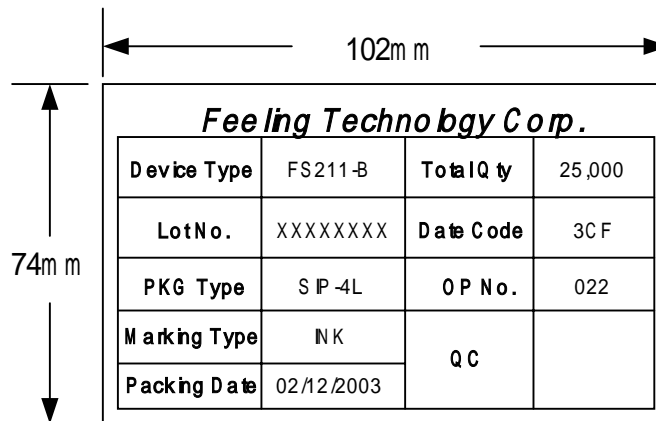 102mm
74mm
Feeling Technology Corp.
Device Type FS211-B Total Qty 25,000
Lot No. XXXXXXXX Date Code 3CF
PKG Type SIP-4L OP No. 022
Marking Type INK
QC
Packing Date 02/12/2003